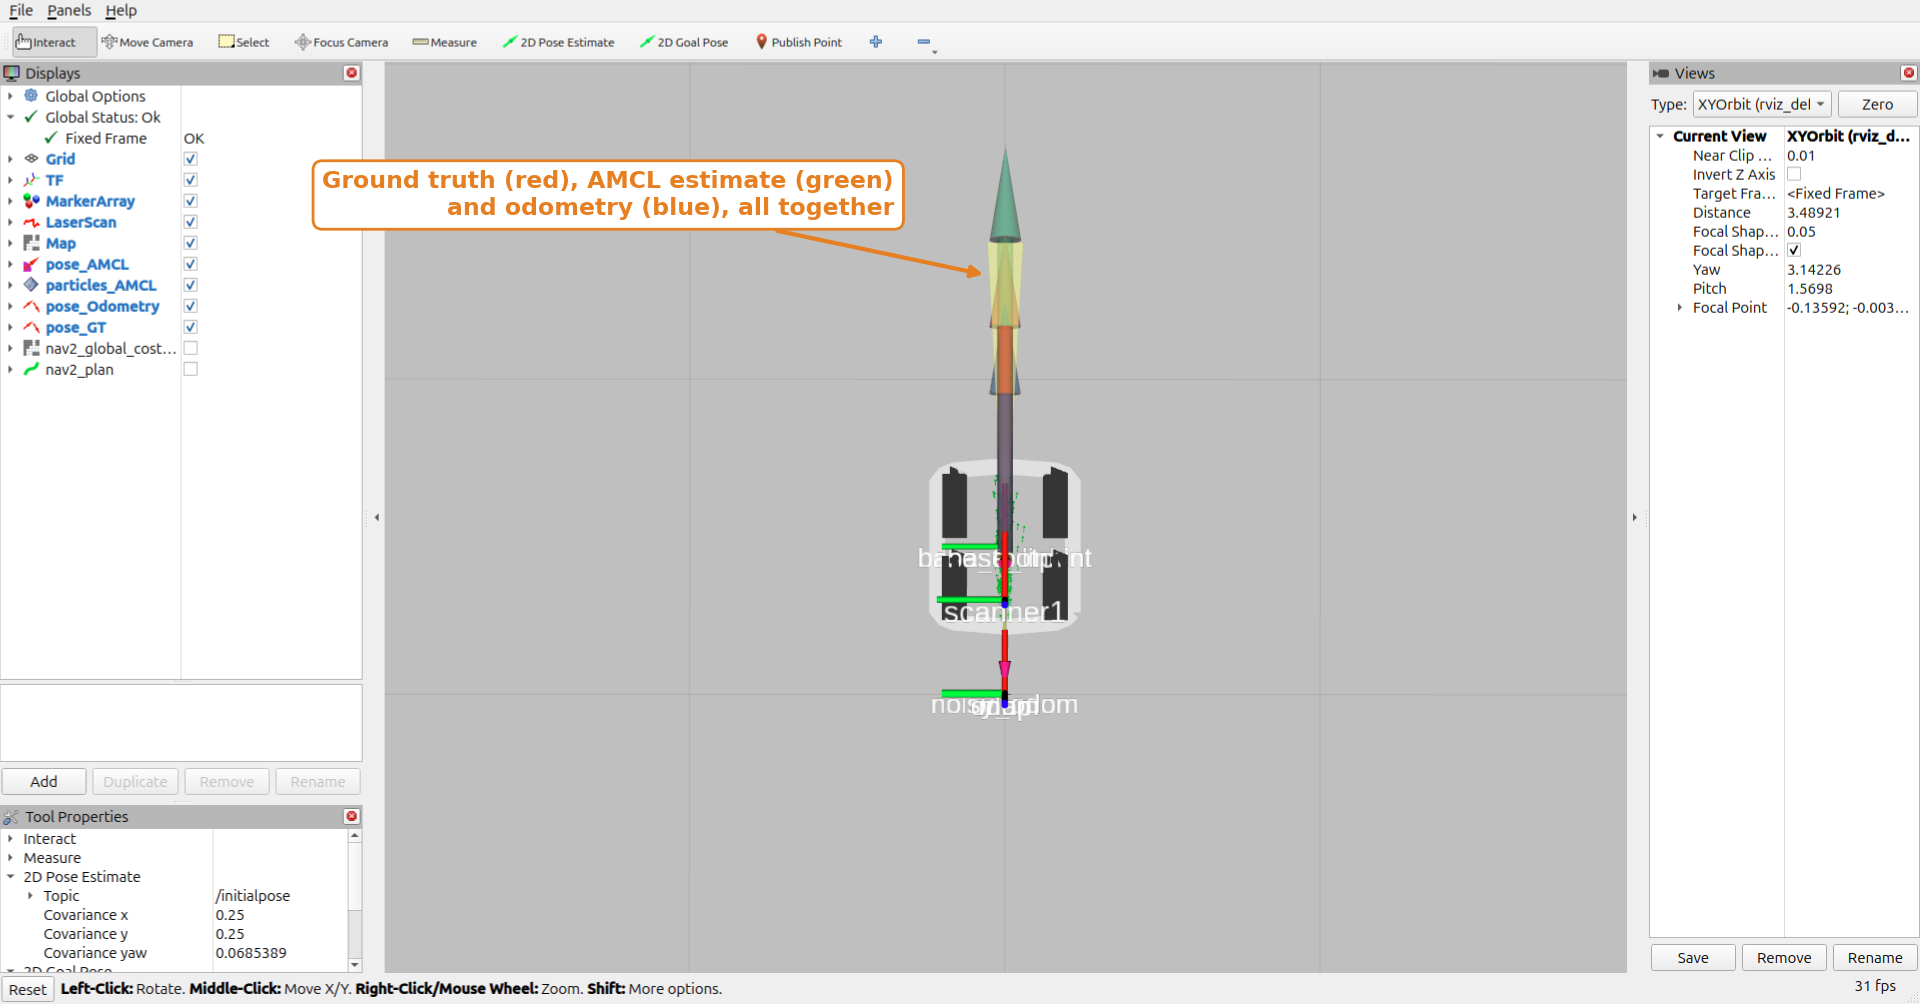 File Panels Help
Interact Move Camera Select Focus Camera Measure 2D Pose Estimate 2D Goal Pose Publish Point
Displays
Global Options
Global Status: Ok
Fixed Frame OK
Grid
TF
MarkerArray
LaserScan
Map
pose_AMCL
particles_AMCL
pose_Odometry
pose_GT
nav2_global_cost...
nav2_plan
Add Duplicate Remove Rename
Tool Properties
Interact
Measure
2D Pose Estimate
Topic /initialpose
Covariance x 0.25
Covariance y 0.25
Covariance yaw 0.0685389
2D Goal Pose
Ground truth (red), AMCL estimate (green)
and odometry (blue), all together
scanner1
Views
Type: XYOrbit (rviz_del Zero
Current View XYOrbit (rviz_d...
Near Clip ... 0.01
Invert Z Axis
Target Fra... <Fixed Frame>
Distance 3.48921
Focal Shap... 0.05
Focal Shap...
Yaw 3.14226
Pitch 1.5698
Focal Point -0.13592; -0.003...
Save Remove Rename
Reset Left-Click: Rotate. Middle-Click: Move X/Y. Right-Click/Mouse Wheel: Zoom. Shift: More options.
31 fps